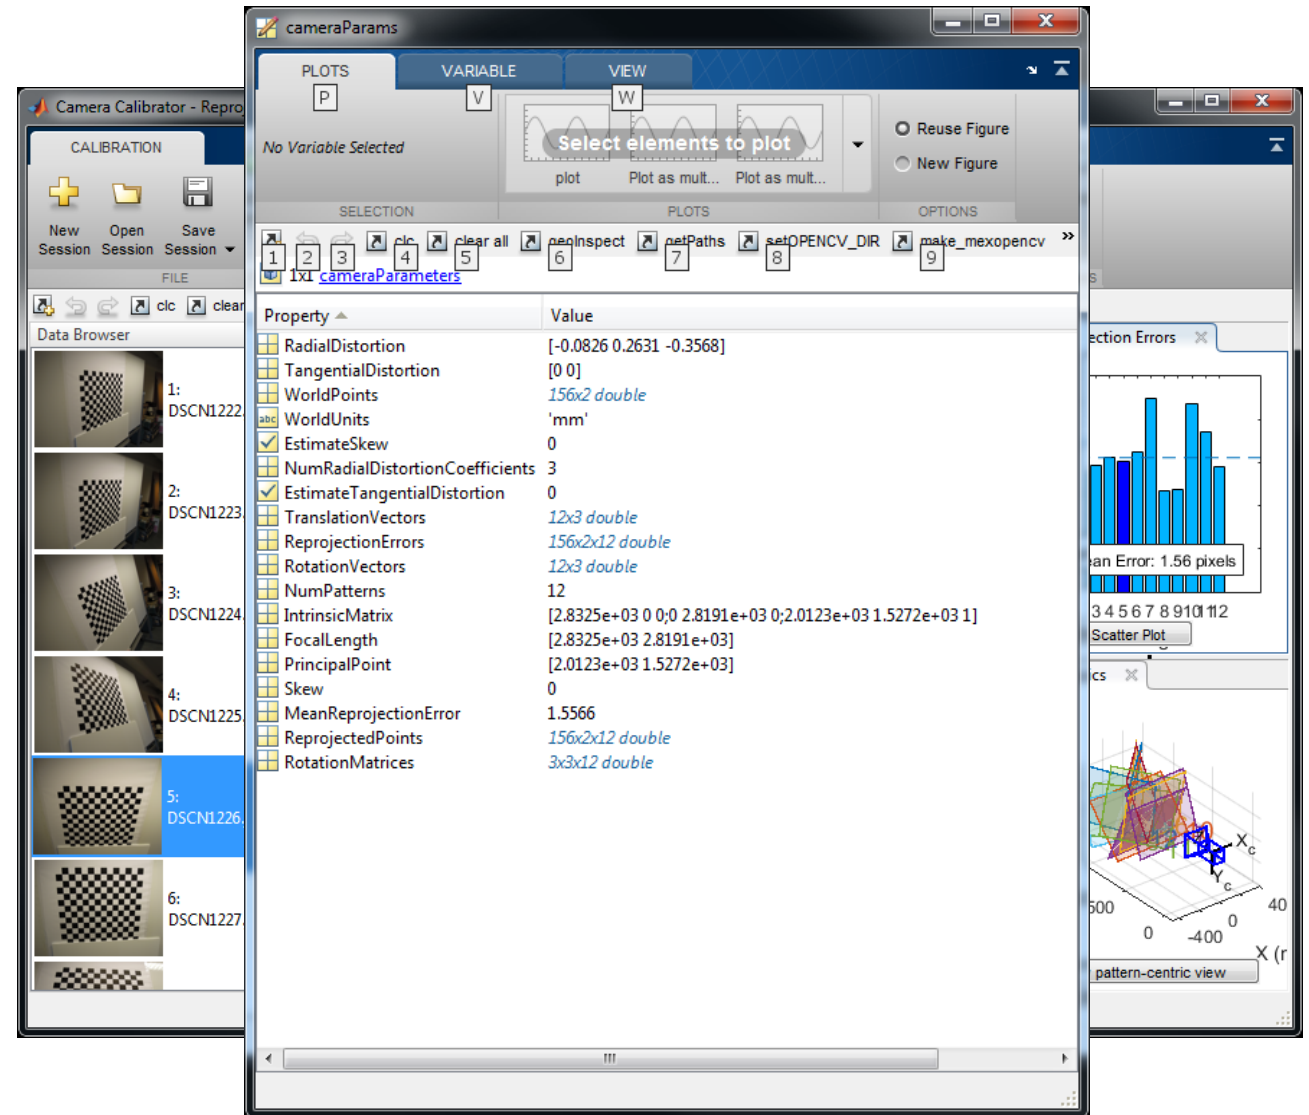 cameraParams
PLOTS VARIABLE VIEW
P V W
No Variable Selected
Select elements to plot
plot Plot as mult... Plot as mult...
Reuse Figure
New Figure
SELECTION PLOTS OPTIONS
clc clear all geoInspect getPaths setOPENCV_DIR make_mexopencv »
1 2 3 4 5 6 7 8 9
1x1 cameraParameters
Property Value
RadialDistortion [-0.0826 0.2631 -0.3568]
TangentialDistortion [0 0]
WorldPoints 156x2 double
abc WorldUnits 'mm'
EstimateSkew 0
NumRadialDistortionCoefficients 3
EstimateTangentialDistortion 0
TranslationVectors 12x3 double
ReprojectionErrors 156x2x12 double
RotationVectors 12x3 double
NumPatterns 12
IntrinsicMatrix [2.8325e+03 0 0;0 2.8191e+03 0;2.0123e+03 1.5272e+03 1]
FocalLength [2.8325e+03 2.8191e+03]
PrincipalPoint [2.0123e+03 1.5272e+03]
Skew 0
MeanReprojectionError 1.5566
ReprojectedPoints 156x2x12 double
RotationMatrices 3x3x12 double
Camera Calibrator - Repro
CALIBRATION
New Session Open Session Save Session
FILE
clc clear
Data Browser
1:
DSCN1222.
2:
DSCN1223.
3:
DSCN1224.
4:
DSCN1225.
5:
DSCN1226.
6:
DSCN1227.
S
ection Errors
an Error: 1.56 pixels
3 4 5 6 7 8 9 10 11 12
Scatter Plot
cs
Xc
Yc
500
0
-400
0
40
X (r
pattern-centric view